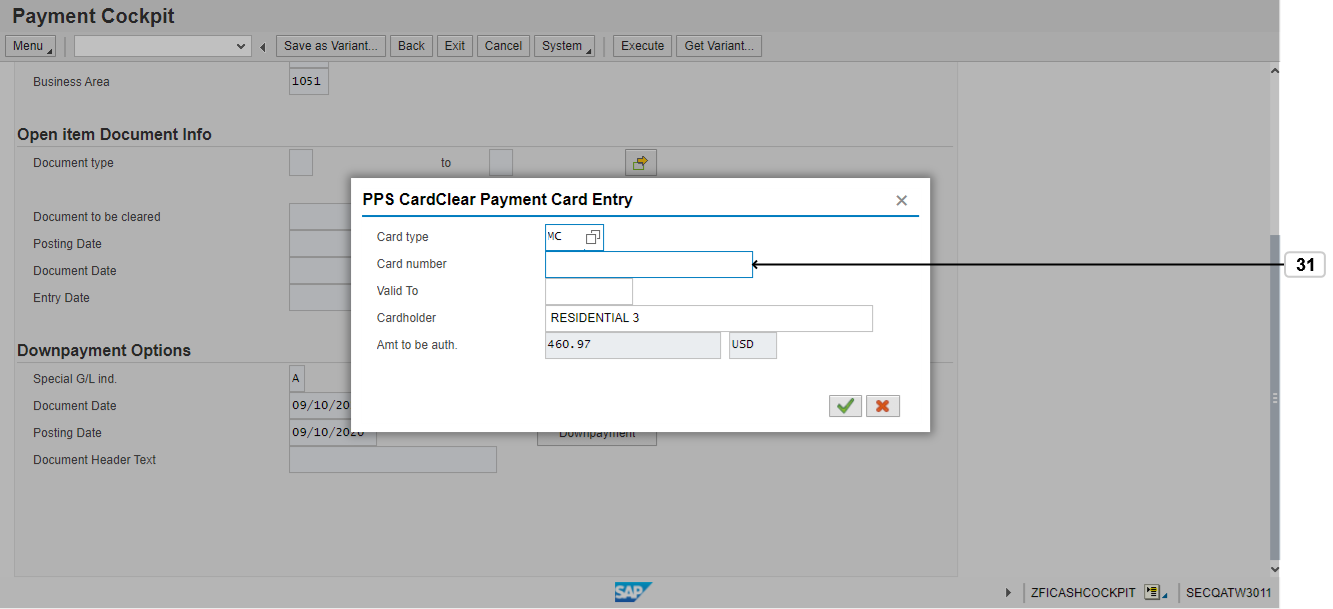 Payment Cockpit
Menu Save as Variant... Back Exit Cancel System Execute Get Variant...
Business Area 1051
Open item Document Info
Document type to
PPS CardClear Payment Card Entry
Card type MC
Document to be cleared
Posting Date
Card number
31
Document Date
Valid To
Entry Date
Cardholder RESIDENTIAL 3
Amt to be auth. 460.97 USD
Downpayment Options
Special G/L ind. A
Document Date 09/10/20
Posting Date 09/10/2020 Downpayment
Document Header Text
SAP ZFICASHCOCKPIT SECQATW3011